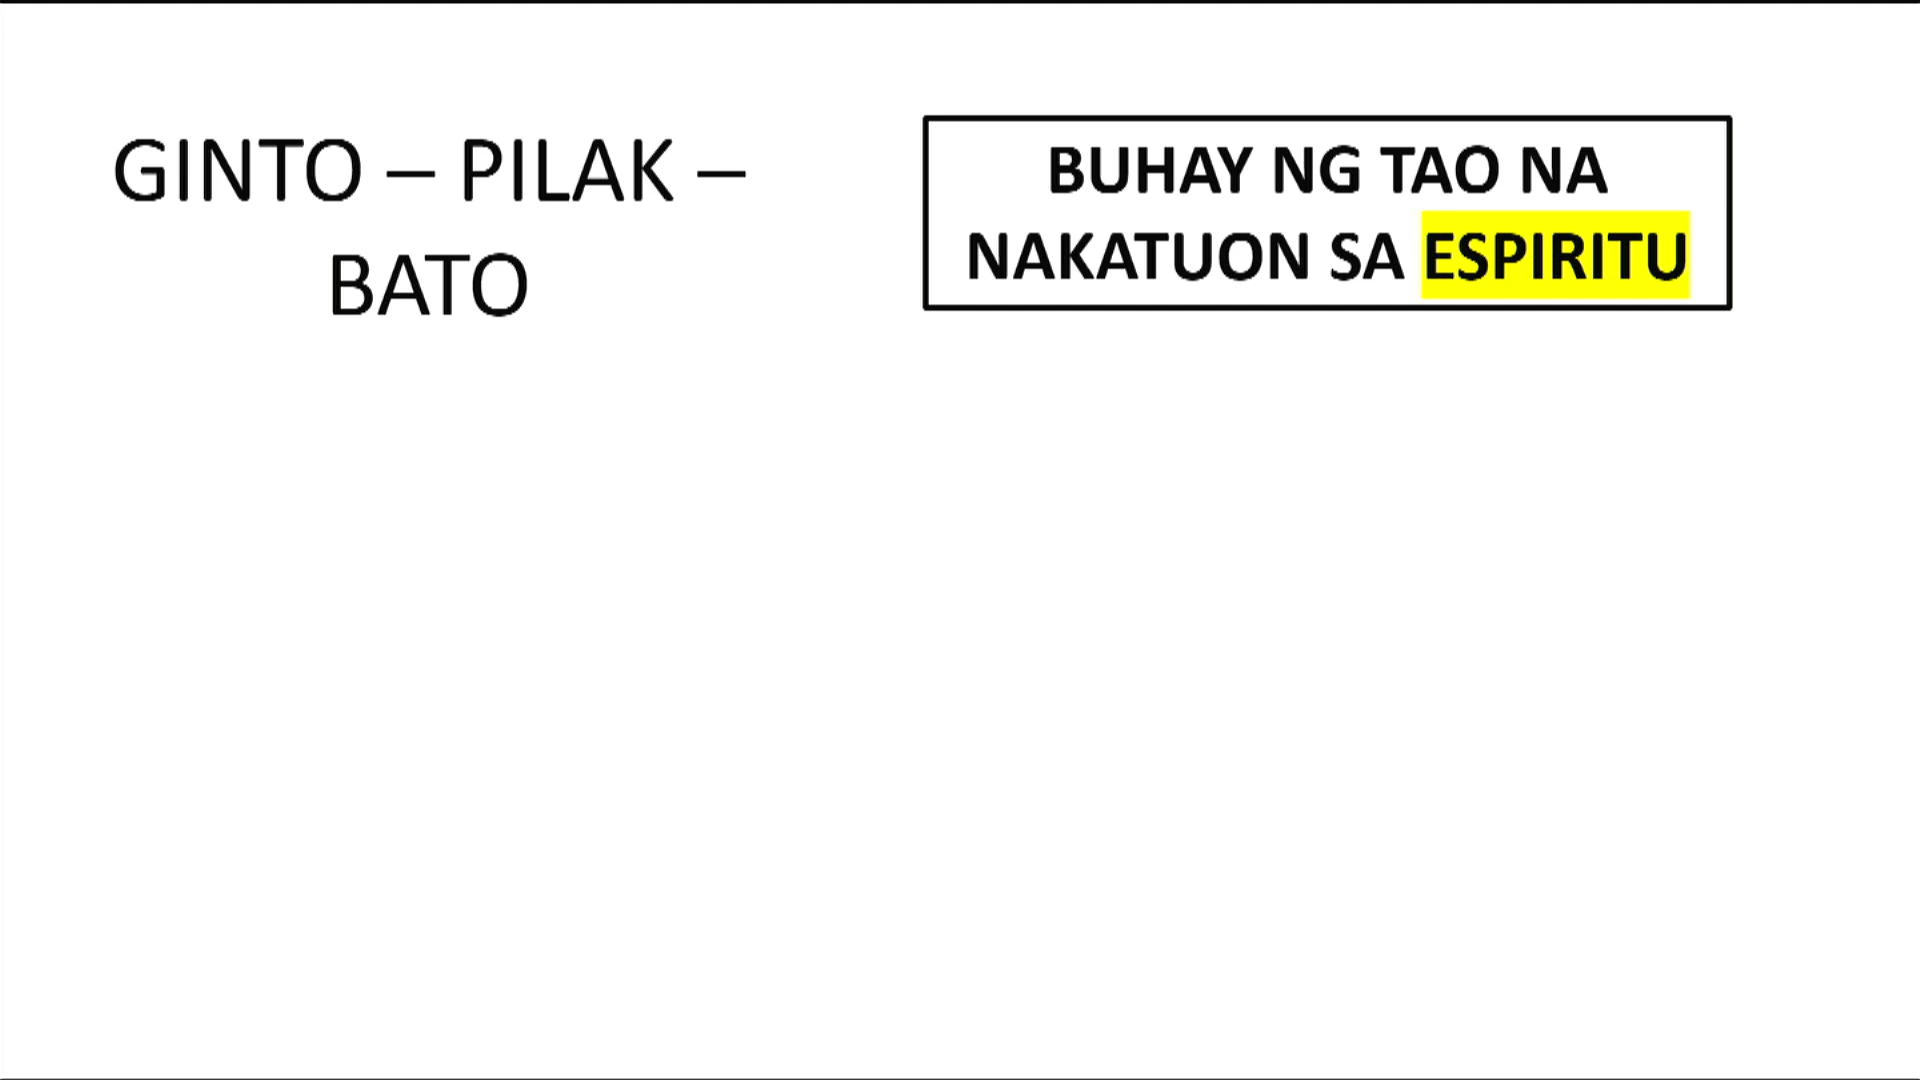 GINTO – PILAK –
BATO
BUHAY NG TAO NA
NAKATUON SA ESPIRITU